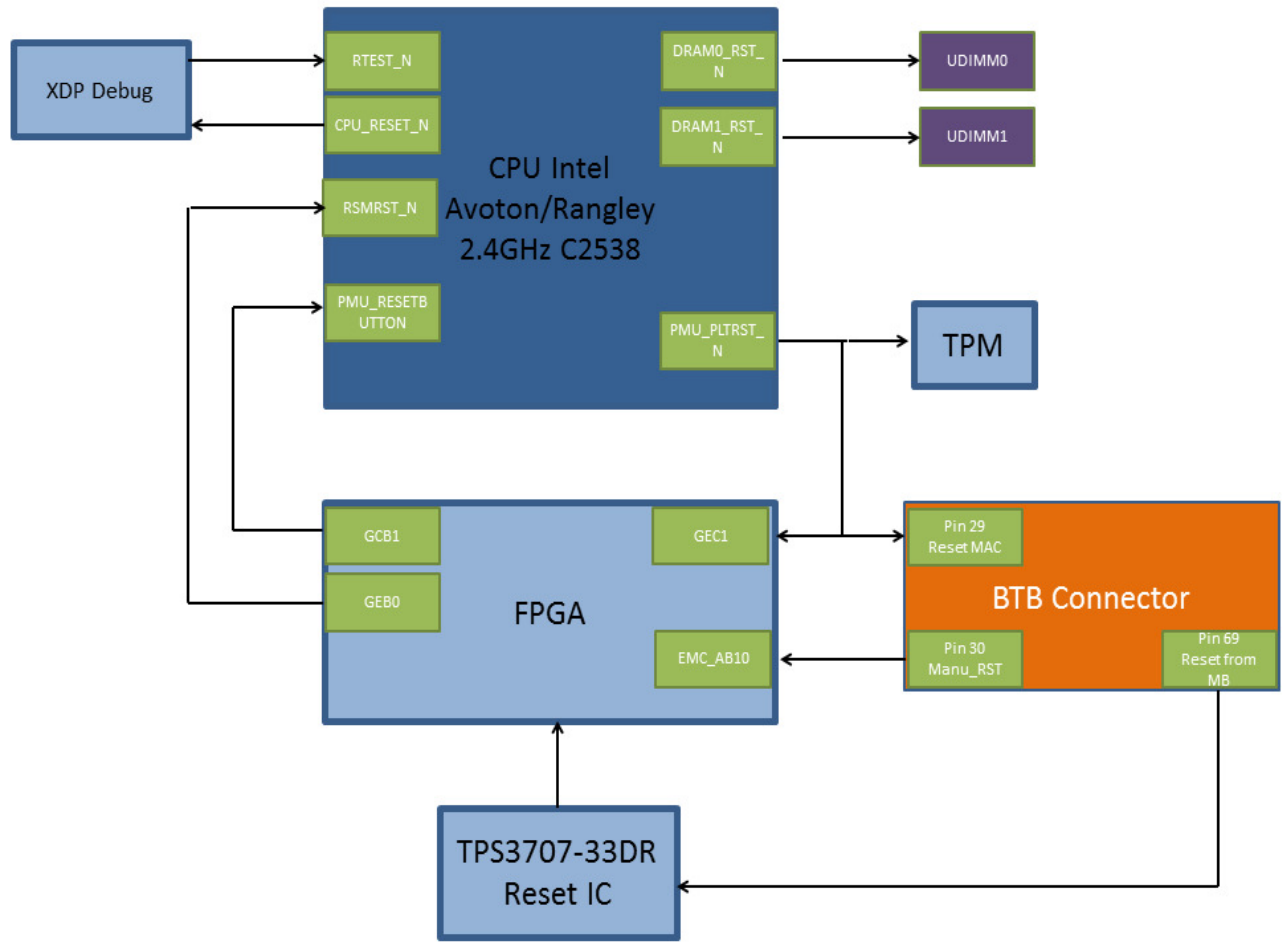 XDP Debug
RTEST_N
CPU_RESET_N
RSMRST_N
PMU_RESETB
UTTON
CPU Intel
Avoton/Rangley
2.4GHz C2538
DRAM0_RST_
N
DRAM1_RST_
N
PMU_PLTRST_
N
UDIMM0
UDIMM1
TPM
GCB1
GEB0
FPGA
GEC1
EMC_AB10
Pin 29
Reset MAC
BTB Connector
Pin 30
Manu_RST
Pin 69
Reset from
MB
TPS3707-33DR
Reset IC